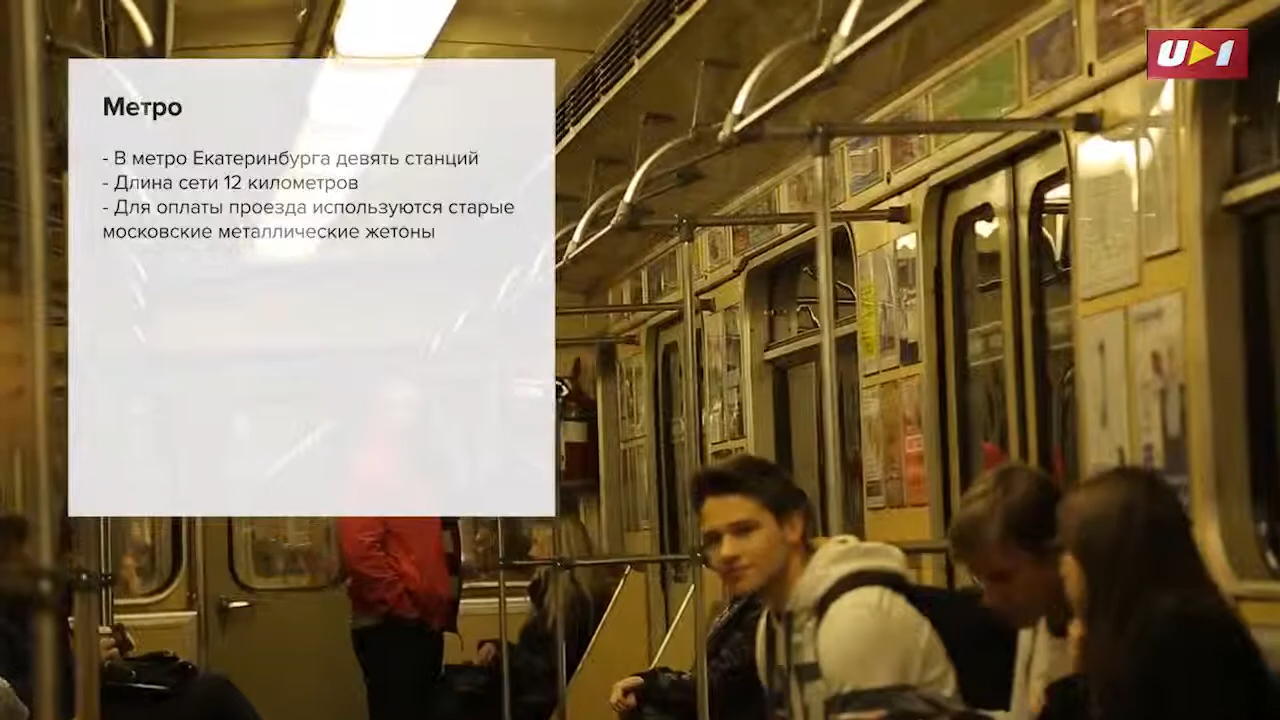 Метро
- В метро Екатеринбурга девять станций
- Длина сети 12 километров
- Для оплаты проезда используются старые
московские металлические жетоны
U1